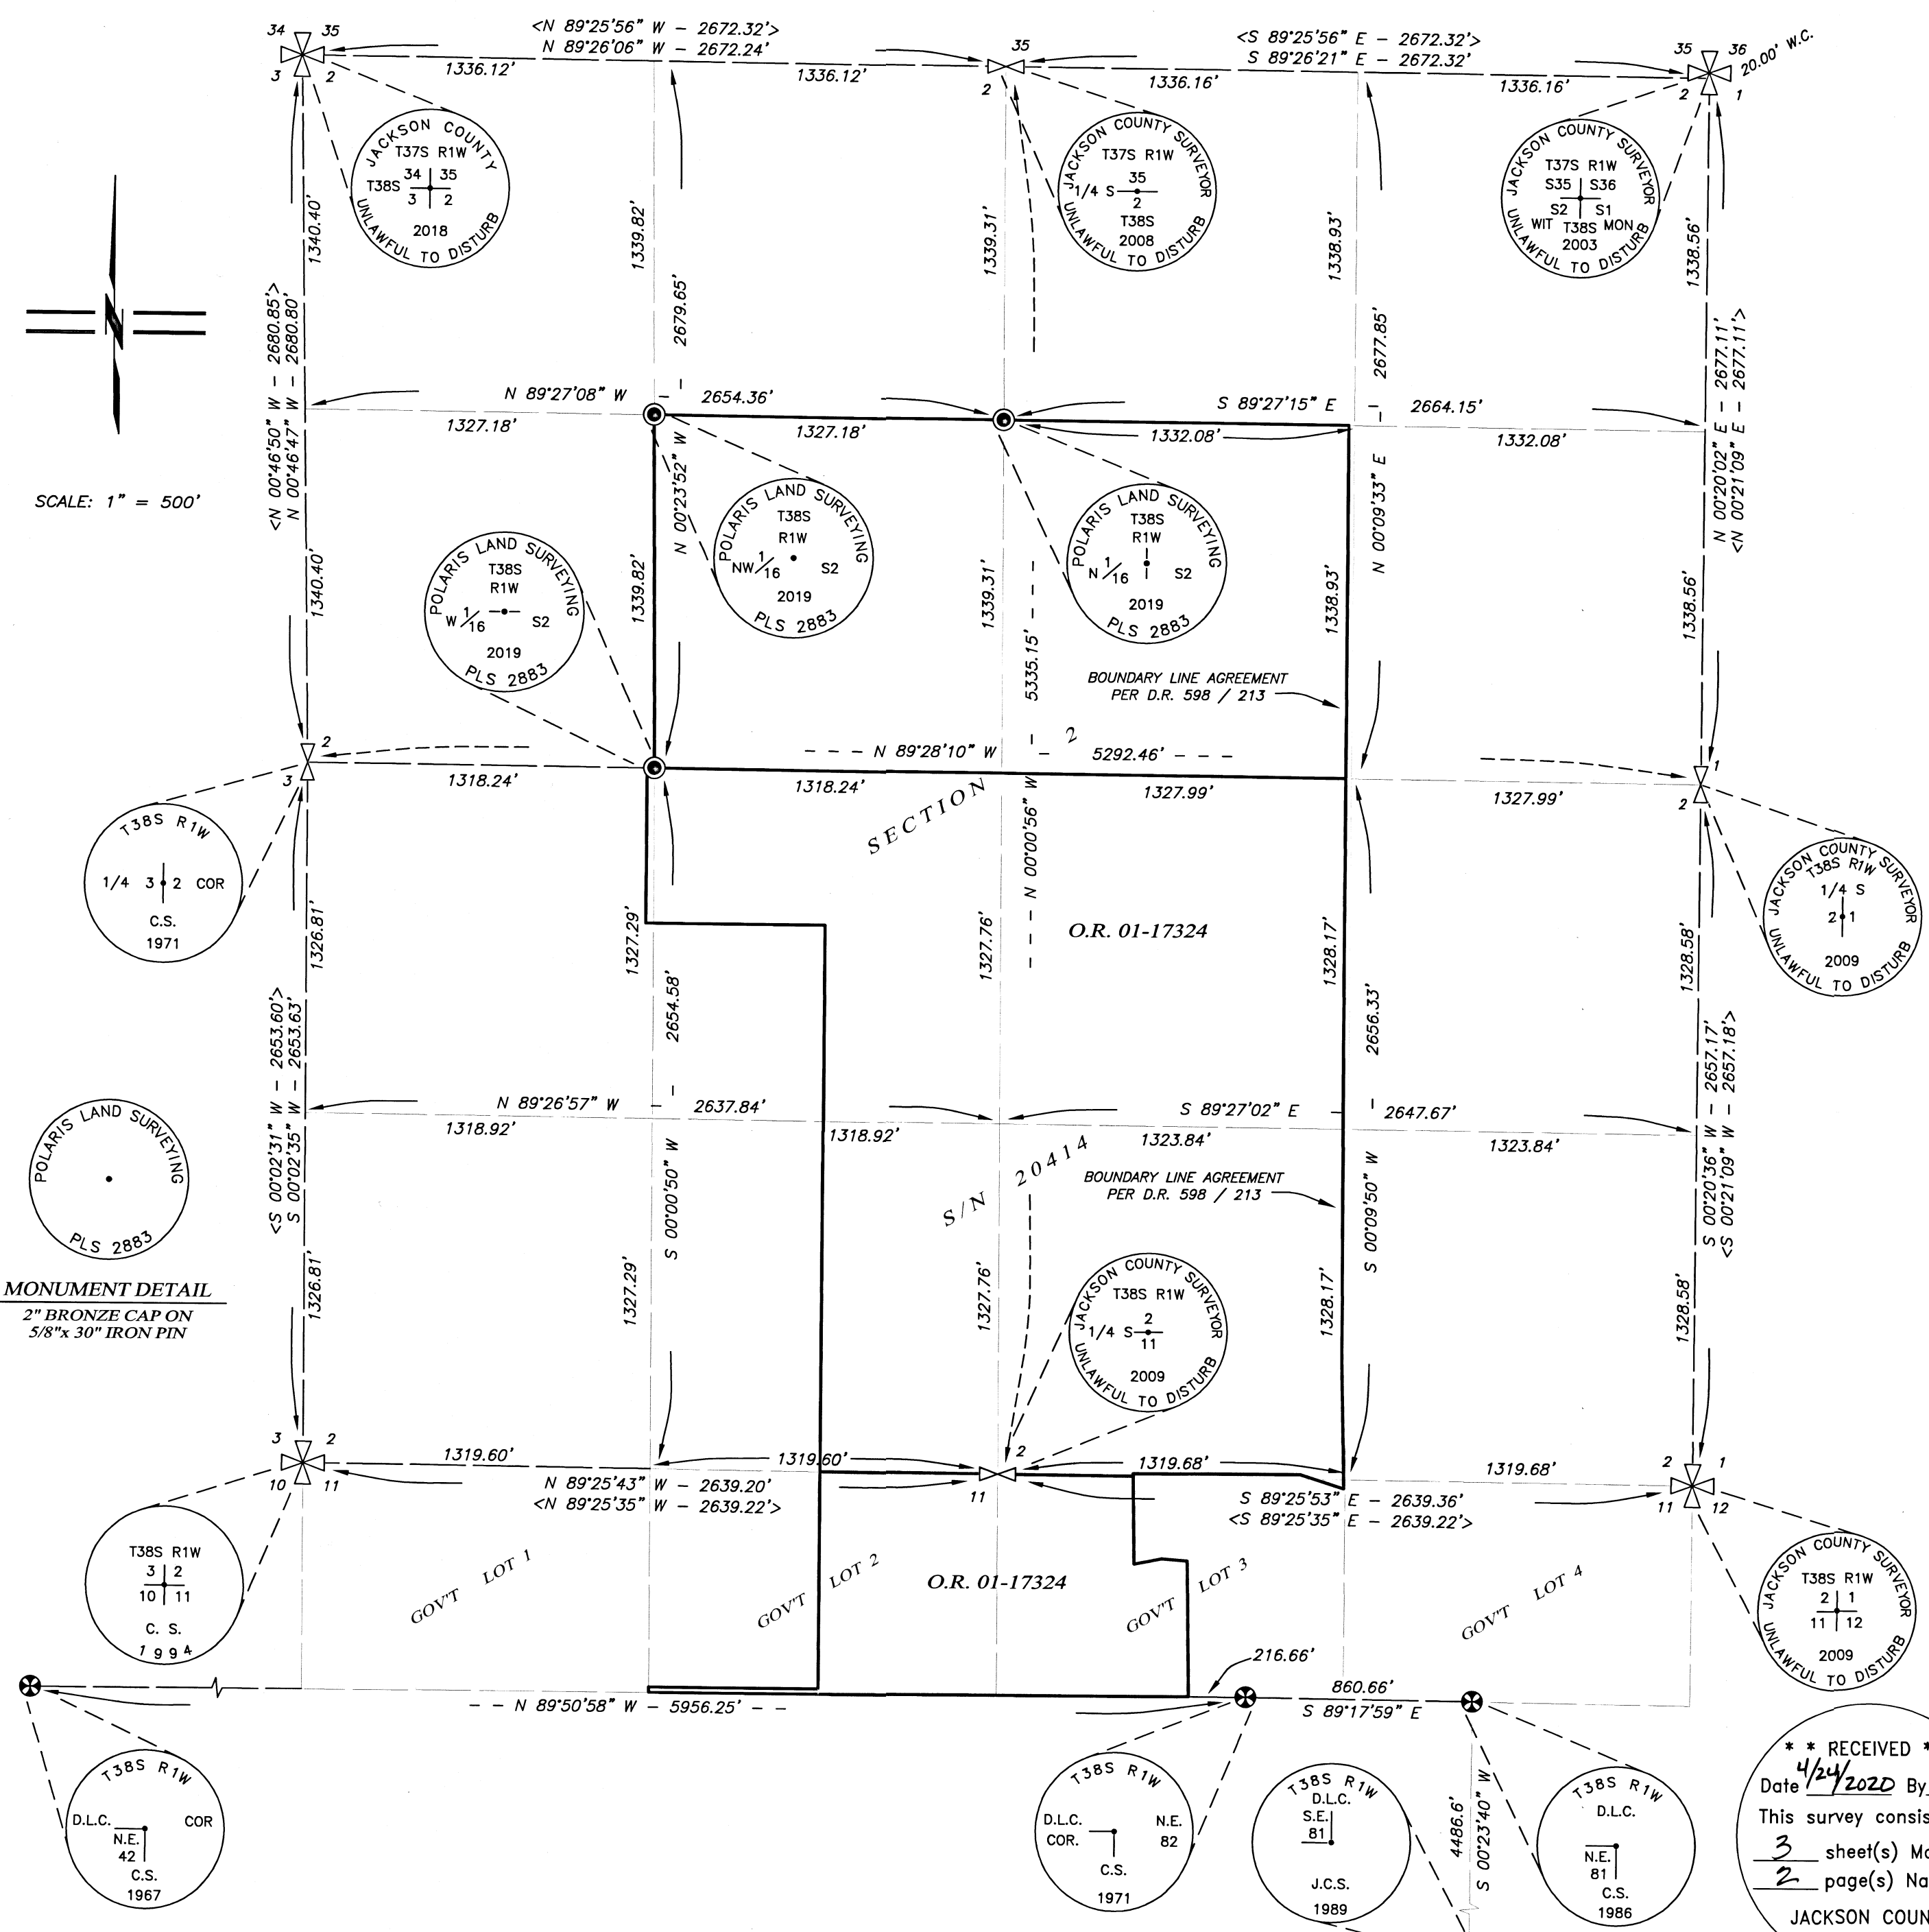 34 35
3 2
<N 89°25'56" W - 2672.32'>
N 89°26'06" W - 2672.24'
1336.12'
1336.12'
35
2
<S 89°25'56" E - 2672.32'>
S 89°26'21" E - 2672.32'
1336.16'
1336.16'
35 36
2 1
20.00' W.C.
JACKSON COUNTY
T37S R1W
34 35
T38S
3 2
2018
UNLAWFUL TO DISTURB
JACKSON COUNTY SURVEYOR
T37S R1W
35
1/4 S
2
T38S
2008
UNLAWFUL TO DISTURB
JACKSON COUNTY SURVEYOR
T37S R1W
S35 S36
S2 S1
WIT T38S MON
2003
UNLAWFUL TO DISTURB
N
SCALE: 1" = 500'
<N 00°46'50" W - 2680.85'>
N 00°46'47" W - 2680.80'
1340.40'
1340.40'
1339.82'
2679.65'
N 00°23'52" W
1339.82'
1339.31'
1339.31'
1338.93'
2677.85'
N 00°09'33" E
1338.93'
1338.56'
1338.56'
N 00°20'02" E - 2677.11'
<N 00°21'09" E - 2677.11'>
N 89°27'08" W - 2654.36'
1327.18'
1327.18'
S 89°27'15" E - 2664.15'
1332.08'
1332.08'
POLARIS LAND SURVEYING
T38S
R1W
W 1/16 S2
2019
PLS 2883
POLARIS LAND SURVEYING
T38S
R1W
NW 1/16 S2
2019
PLS 2883
POLARIS LAND SURVEYING
T38S
R1W
N 1/16 S2
2019
PLS 2883
BOUNDARY LINE AGREEMENT
PER D.R. 598 / 213
N 00°00'56" W - 5335.15'
2
3
N 89°28'10" W - 5292.46'
1318.24'
1318.24'
1327.99'
1327.99'
1
2
SECTION 2
T38S R1W
1/4 3 2 COR
C.S.
1971
JACKSON COUNTY SURVEYOR
T38S R1W
1/4 S
2 1
2009
UNLAWFUL TO DISTURB
O.R. 01-17324
1326.81'
1326.81'
<S 00°02'31" W - 2653.60'>
S 00°02'35" W - 2653.63'
1327.29'
2654.58'
S 00°00'50" W
1327.29'
1327.76'
1327.76'
1328.17'
2656.33'
S 00°09'50" W
1328.17'
1328.58'
1328.58'
S 00°20'36" W - 2657.17'
<S 00°21'09" W - 2657.18'>
N 89°26'57" W - 2637.84'
1318.92'
1318.92'
S 89°27'02" E - 2647.67'
1323.84'
1323.84'
S/N 20414
BOUNDARY LINE AGREEMENT
PER D.R. 598 / 213
POLARIS LAND SURVEYING
PLS 2883
MONUMENT DETAIL
2" BRONZE CAP ON
5/8"x 30" IRON PIN
JACKSON COUNTY SURVEYOR
T38S R1W
2
1/4 S
11
2009
UNLAWFUL TO DISTURB
3 2
10 11
1319.60'
1319.60'
N 89°25'43" W - 2639.20'
<N 89°25'35" W - 2639.22'>
2
11
1319.68'
1319.68'
S 89°25'53" E - 2639.36'
<S 89°25'35" E - 2639.22'>
2 1
11 12
T38S R1W
3 2
10 11
C. S.
1994
GOV'T LOT 1
GOV'T LOT 2
O.R. 01-17324
GOV'T LOT 3
GOV'T LOT 4
JACKSON COUNTY SURVEYOR
T38S R1W
2 1
11 12
2009
UNLAWFUL TO DISTURB
216.66'
860.66'
S 89°17'59" E
- - N 89°50'58" W - 5956.25' - -
T38S R1W
D.L.C. COR
N.E.
42
C.S.
1967
T38S R1W
D.L.C. N.E.
COR. 82
C.S.
1971
T38S R1W
D.L.C.
S.E.
81
J.C.S.
1989
4486.6'
S 00°23'40" W
T38S R1W
D.L.C.
N.E.
81
C.S.
1986
* * RECEIVED *
Date 4/24/2020 By
This survey consis
3 sheet(s) Ma
2 page(s) Na
JACKSON COUN